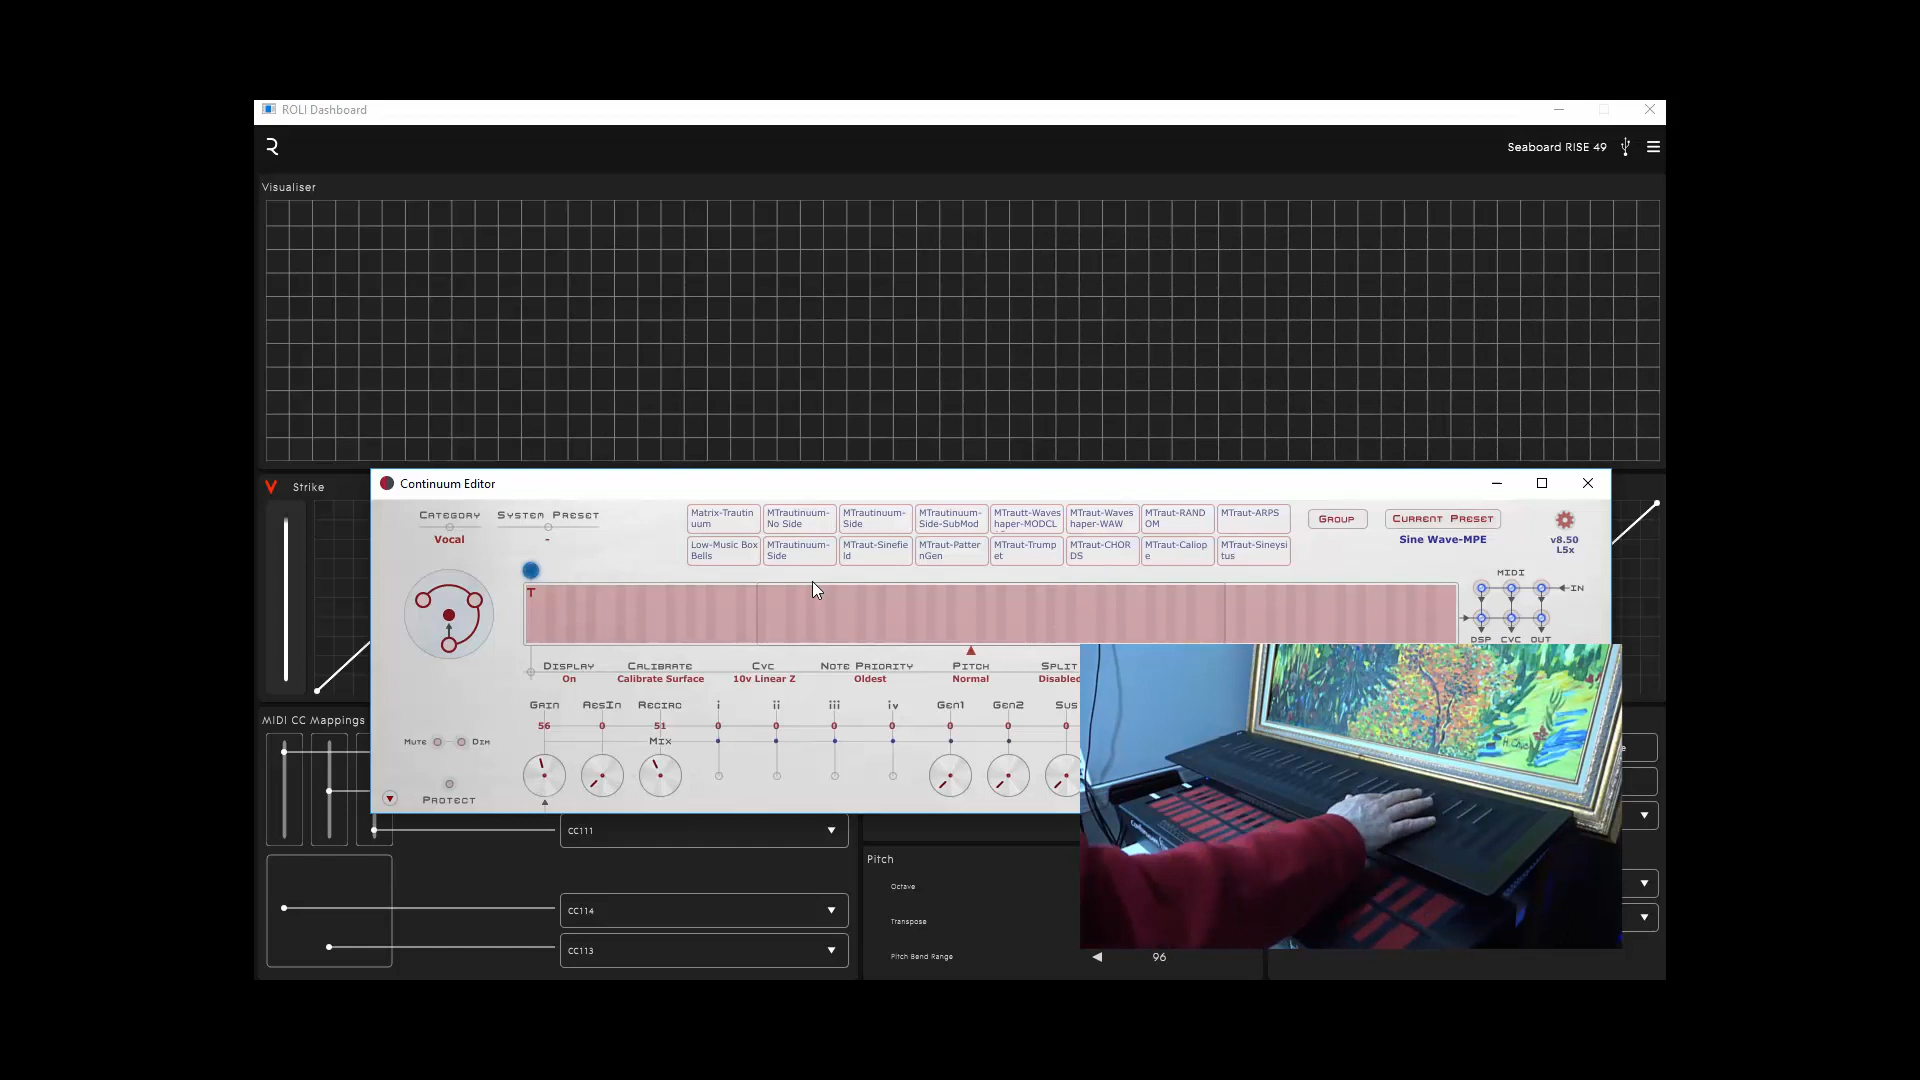 ROLI Dashboard
Seaboard RISE 49
Visualiser
Strike
Continuum Editor
CATEGORY
Vocal
SYSTEM PRESET
-
Matrix-Trautin
uum
MTrautinuum-
No Side
MTrautinuum-
Side
MTrautinuum-
Side-SubMod
MTrautt-Waves
haper-MODCL
MTraut-Waves
haper-WAW
MTraut-RAND
OM
MTraut-ARPS
Low-Music Box
Bells
MTrautinuum-
Side
MTraut-Sinefie
ld
MTraut-Patter
nGen
MTraut-Trump
et
MTraut-CHOR
DS
MTraut-Caliop
e
MTraut-Sineysi
tus
GROUP
CURRENT PRESET
Sine Wave-MPE
v8.50
L5x
MIDI
IN
DSP CVC OUT
T
DISPLAY
On
CALIBRATE
Calibrate Surface
CVC
10v Linear Z
NOTE PRIORITY
Oldest
PITCH
Normal
SPLIT
Disabled
GAIN
56
RESIN
0
RECIRC
51
MIX
i
0
ii
0
iii
0
iv
0
GEN1
0
GEN2
0
SUS
0
MUTE
DIM
PROTECT
MIDI CC Mappings
CC111
CC114
CC113
Pitch
Octave
Transpose
Pitch Bend Range
96